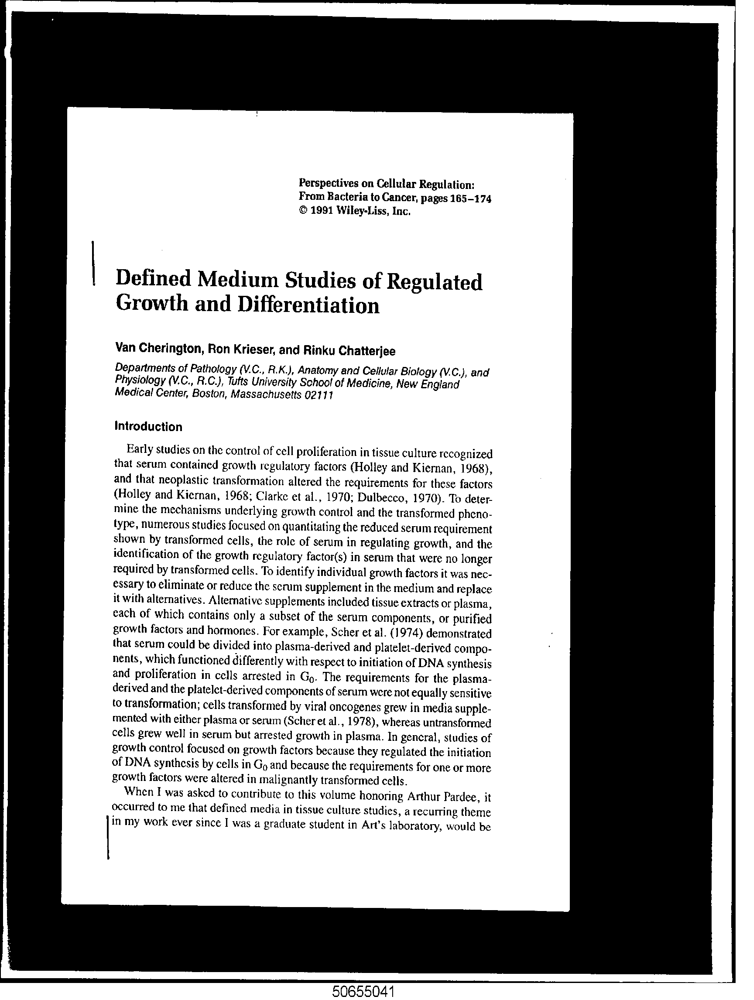 Perspectives on Cellular Regulation:
From Bacteria to Cancer, pages 165–174
© 1991 Wiley-Liss, Inc.
Defined Medium Studies of Regulated
Growth and Differentiation
Van Cherington, Ron Krieser, and Rinku Chatterjee
Departments of Pathology (V.C., R.K.), Anatomy and Cellular Biology (V.C.), and
Physiology (V.C., R.C.), Tufts University School of Medicine, New England
Medical Center, Boston, Massachusetts 02111
Introduction
Early studies on the control of cell proliferation in tissue culture recognized
that serum contained growth regulatory factors (Holley and Kiernan, 1968),
and that neoplastic transformation altered the requirements for these factors
(Holley and Kiernan, 1968; Clarke et al., 1970; Dulbecco, 1970). To deter-
mine the mechanisms underlying growth control and the transformed pheno-
type, numerous studies focused on quantitating the reduced serum requirement
shown by transformed cells, the role of serum in regulating growth, and the
identification of the growth regulatory factor(s) in serum that were no longer
required by transformed cells. To identify individual growth factors it was nec-
essary to eliminate or reduce the serum supplement in the medium and replace
it with alternatives. Alternative supplements included tissue extracts or plasma,
each of which contains only a subset of the serum components, or purified
growth factors and hormones. For example, Scher et al. (1974) demonstrated
that serum could be divided into plasma-derived and platelet-derived compo-
nents, which functioned differently with respect to initiation of DNA synthesis
and proliferation in cells arrested in G₀. The requirements for the plasma-
derived and the platelet-derived components of serum were not equally sensitive
to transformation; cells transformed by viral oncogenes grew in media supple-
mented with either plasma or serum (Scher et al., 1978), whereas untransformed
cells grew well in serum but arrested growth in plasma. In general, studies of
growth control focused on growth factors because they regulated the initiation
of DNA synthesis by cells in G₀ and because the requirements for one or more
growth factors were altered in malignantly transformed cells.
When I was asked to contribute to this volume honoring Arthur Pardee, it
occurred to me that defined media in tissue culture studies, a recurring theme
in my work ever since I was a graduate student in Art's laboratory, would be
50655041